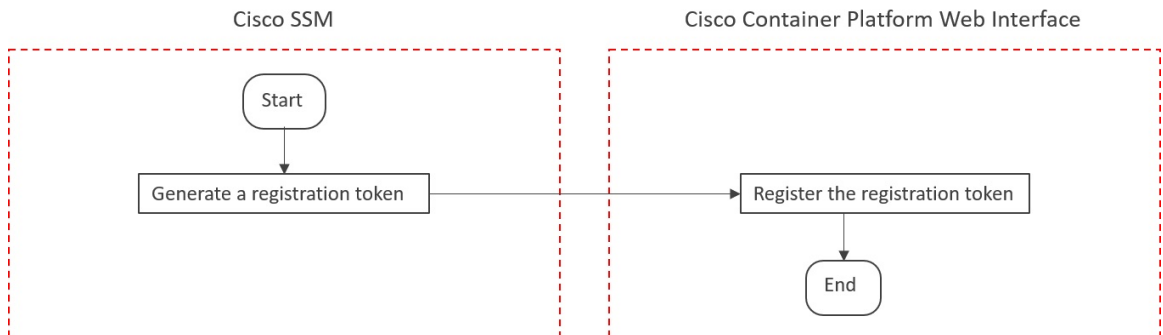 Cisco SSM
Cisco Container Platform Web Interface
Start
Generate a registration token
Register the registration token
End